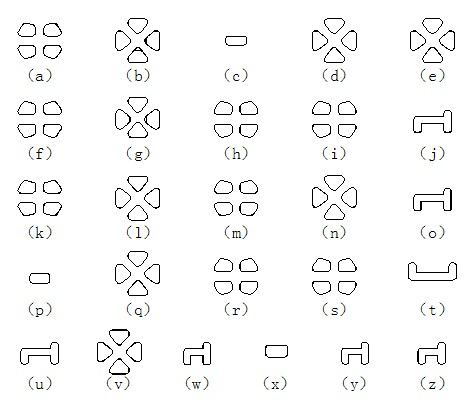 (a) (b) (c) (d) (e)
(f) (g) (h) (i) (j)
(k) (l) (m) (n) (o)
(p) (q) (r) (s) (t)
(u) (v) (w) (x) (y) (z)